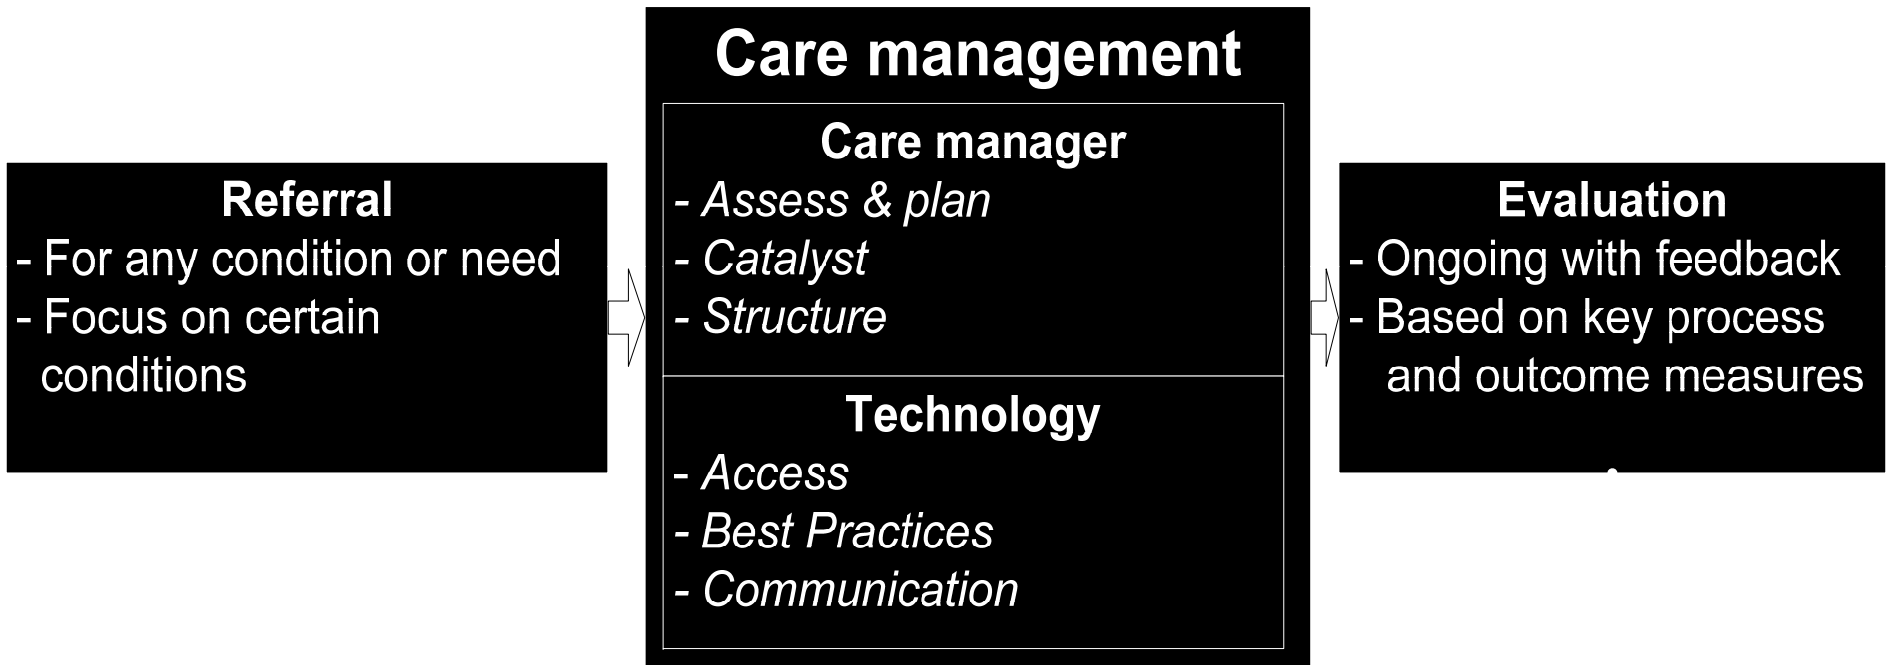 Referral
- For any condition or need
- Focus on certain
conditions
Care management
Care manager
- Assess & plan
- Catalyst
- Structure
Technology
- Access
- Best Practices
- Communication
Evaluation
- Ongoing with feedback
- Based on key process
and outcome measures